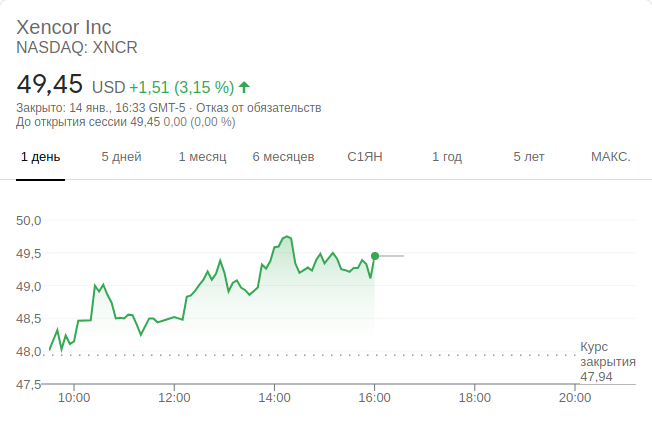 Xencor Inc
NASDAQ: XNCR
49,45 USD +1,51 (3,15 %)
Закрыто: 14 янв., 16:33 GMT-5 · Отказ от обязательств
До открытия сессии 49,45 0,00 (0,00 %)
1 день 5 дней 1 месяц 6 месяцев С1ЯН 1 год 5 лет МАКС.
50,0
49,5
49,0
48,5
48,0
47,5
Курс
закрытия
47,94
10:00 12:00 14:00 16:00 18:00 20:00